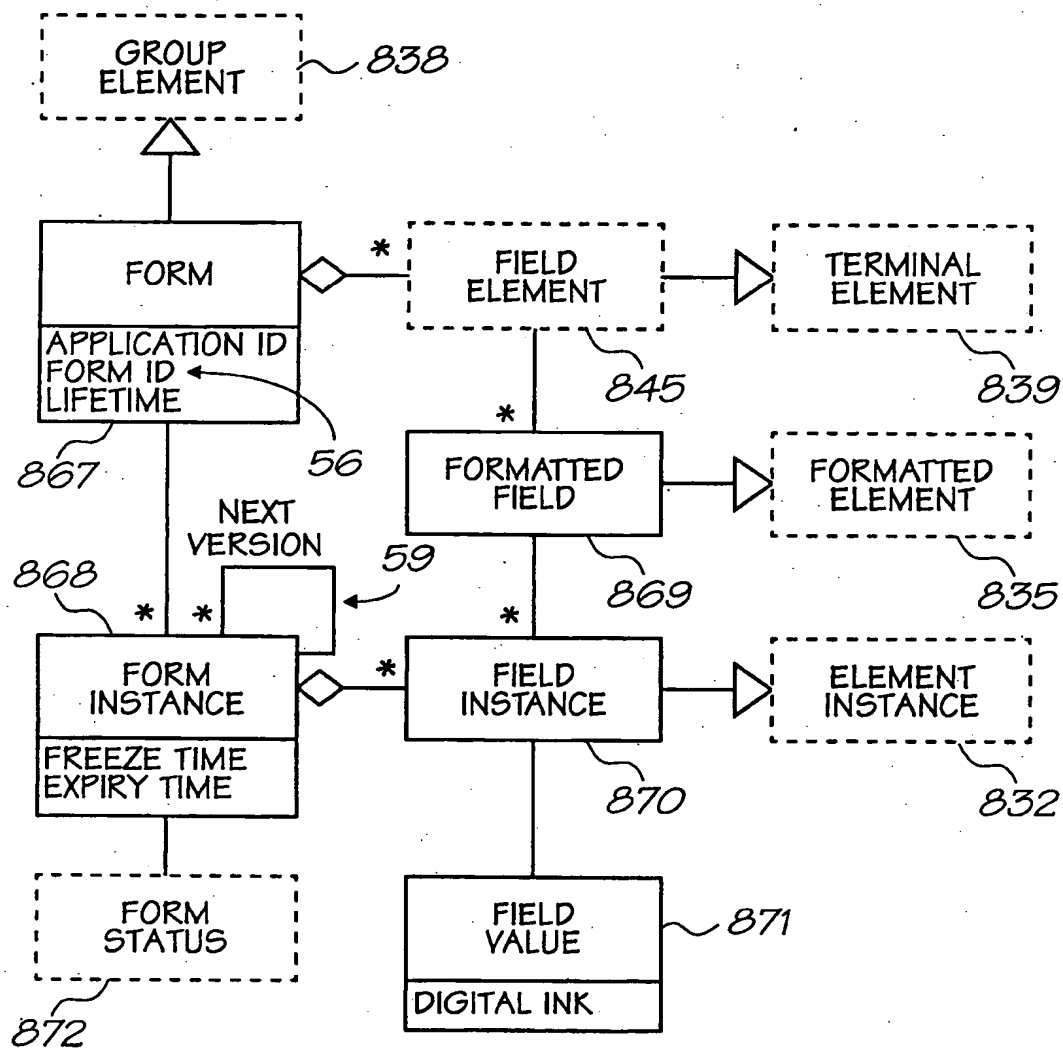 GROUP
ELEMENT
838
FORM
*
FIELD
ELEMENT
TERMINAL
ELEMENT
APPLICATION ID
FORM ID
LIFETIME
845
839
867
56
*
FORMATTED
FIELD
FORMATTED
ELEMENT
NEXT
VERSION
59
868
869
835
*
*
*
FORM
INSTANCE
*
FIELD
INSTANCE
ELEMENT
INSTANCE
FREEZE TIME
EXPIRY TIME
870
832
FORM
STATUS
FIELD
VALUE
871
DIGITAL INK
872